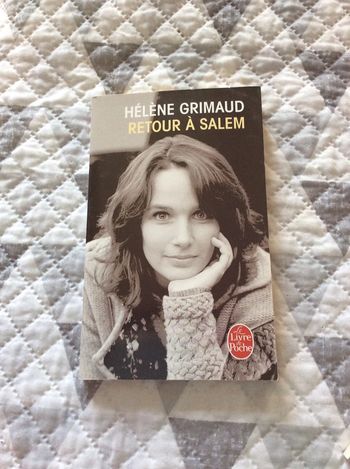 HÉLÈNE GRIMAUD
RETOUR À SALEM
Le
Livre
de
Poche